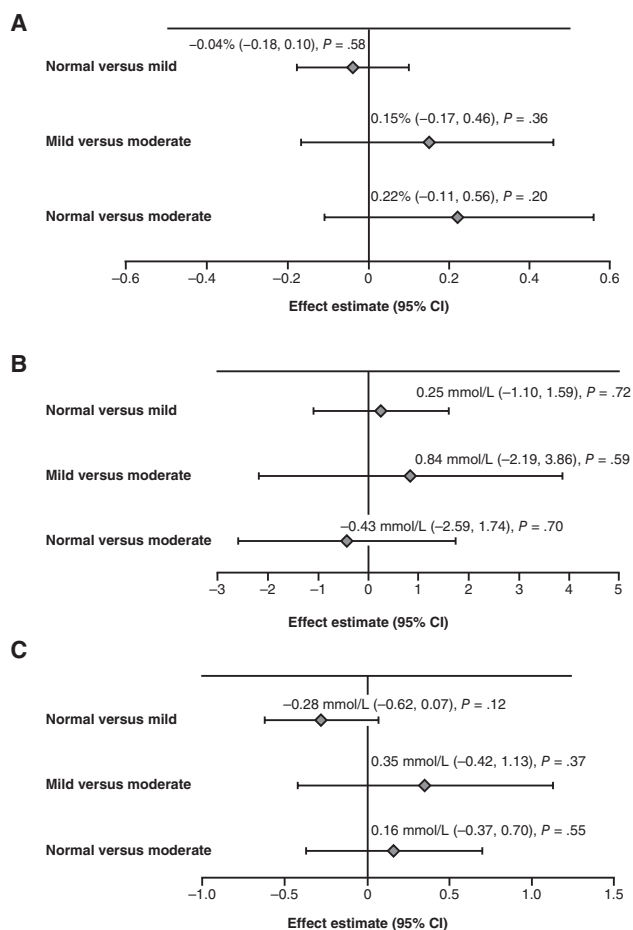 A
−0.04% (−0.18, 0.10), P = .58
Normal versus mild
0.15% (−0.17, 0.46), P = .36
Mild versus moderate
0.22% (−0.11, 0.56), P = .20
Normal versus moderate
−0.6 −0.4 −0.2 0 0.2 0.4 0.6
Effect estimate (95% CI)
B
0.25 mmol/L (−1.10, 1.59), P = .72
Normal versus mild
0.84 mmol/L (−2.19, 3.86), P = .59
Mild versus moderate
−0.43 mmol/L (−2.59, 1.74), P = .70
Normal versus moderate
−3 −2 −1 0 1 2 3 4 5
Effect estimate (95% CI)
C
−0.28 mmol/L (−0.62, 0.07), P = .12
Normal versus mild
0.35 mmol/L (−0.42, 1.13), P = .37
Mild versus moderate
0.16 mmol/L (−0.37, 0.70), P = .55
Normal versus moderate
−1.0 −0.5 0 0.5 1.0 1.5
Effect estimate (95% CI)